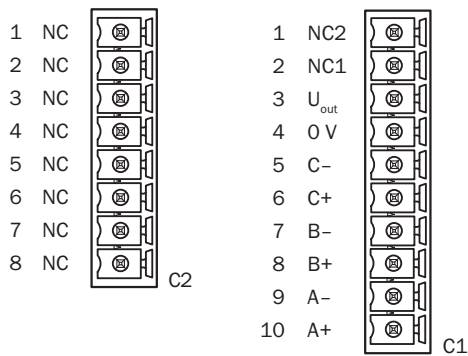 1 NC
2 NC
3 NC
4 NC
5 NC
6 NC
7 NC
8 NC
C2
1 NC2
2 NC1
3 Uout
4 0 V
5 C–
6 C+
7 B–
8 B+
9 A–
10 A+
C1